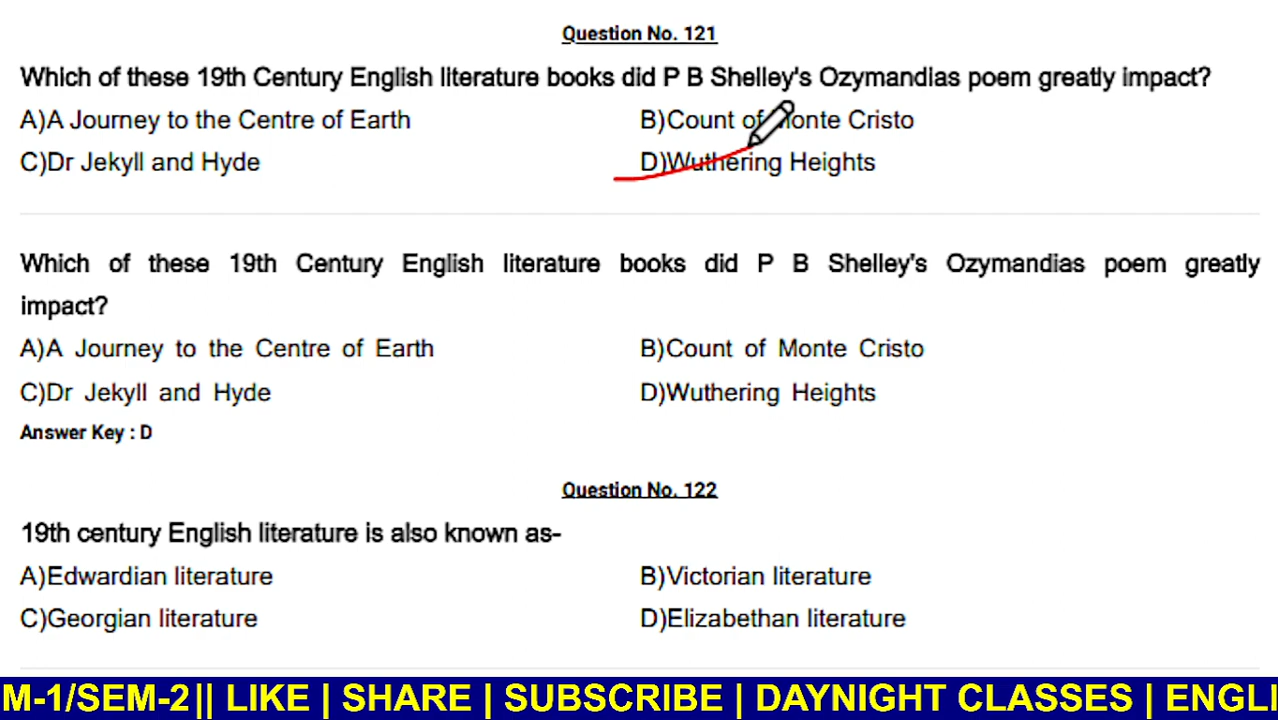 Question No. 121
Which of these 19th Century English literature books did P B Shelley's Ozymandias poem greatly impact?
A)A Journey to the Centre of Earth B)Count of Monte Cristo
C)Dr Jekyll and Hyde D)Wuthering Heights
Which of these 19th Century English literature books did P B Shelley's Ozymandias poem greatly
impact?
A)A Journey to the Centre of Earth B)Count of Monte Cristo
C)Dr Jekyll and Hyde D)Wuthering Heights
Answer Key : D
Question No. 122
19th century English literature is also known as-
A)Edwardian literature B)Victorian literature
C)Georgian literature D)Elizabethan literature
M-1/SEM-2|| LIKE | SHARE | SUBSCRIBE | DAYNIGHT CLASSES | ENGLI